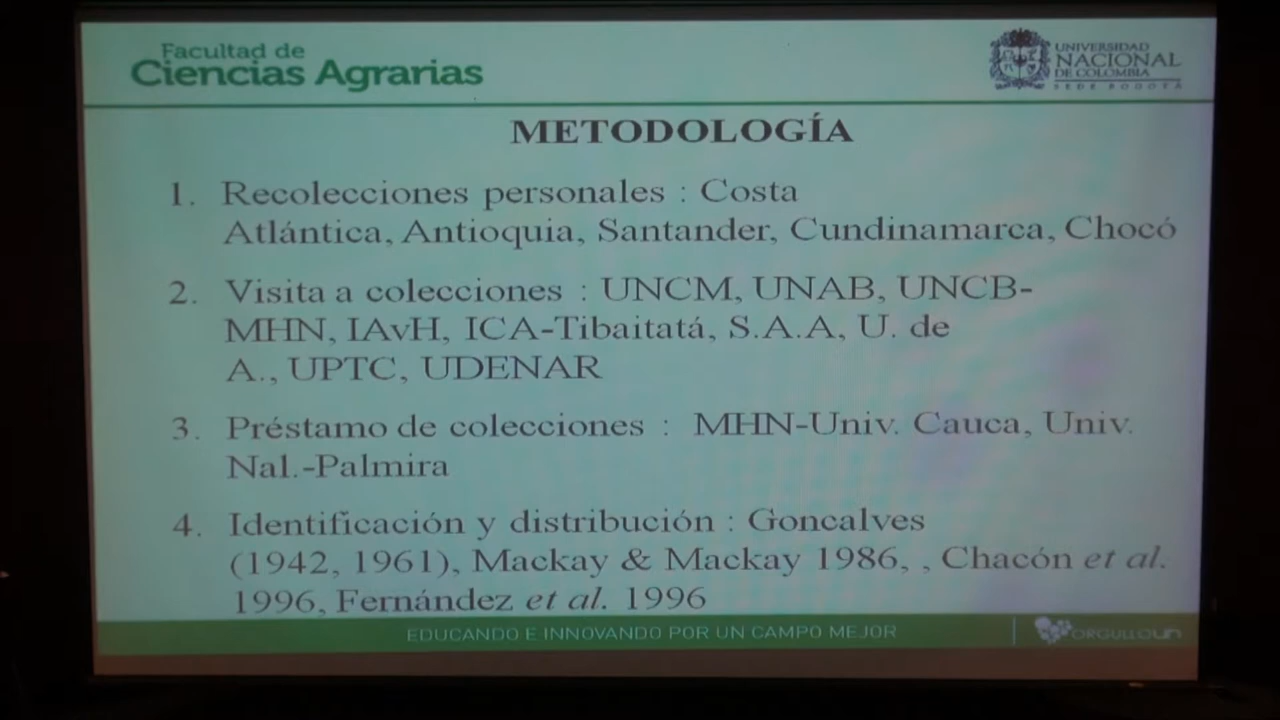 Facultad de
Ciencias Agrarias
UNIVERSIDAD
NACIONAL
DE COLOMBIA
SEDE BOGOTÁ
METODOLOGÍA
1. Recolecciones personales : Costa
Atlántica, Antioquia, Santander, Cundinamarca, Chocó
2. Visita a colecciones : UNCM, UNAB, UNCB-
MHN, IAvH, ICA-Tibaitatá, S.A.A, U. de
A., UPTC, UDENAR
3. Préstamo de colecciones : MHN-Univ. Cauca, Univ.
Nal.-Palmira
4. Identificación y distribución : Goncalves
(1942, 1961), Mackay & Mackay 1986, , Chacón et al.
1996, Fernández et al. 1996
EDUCANDO E INNOVANDO POR UN CAMPO MEJOR
ORGULLOUN